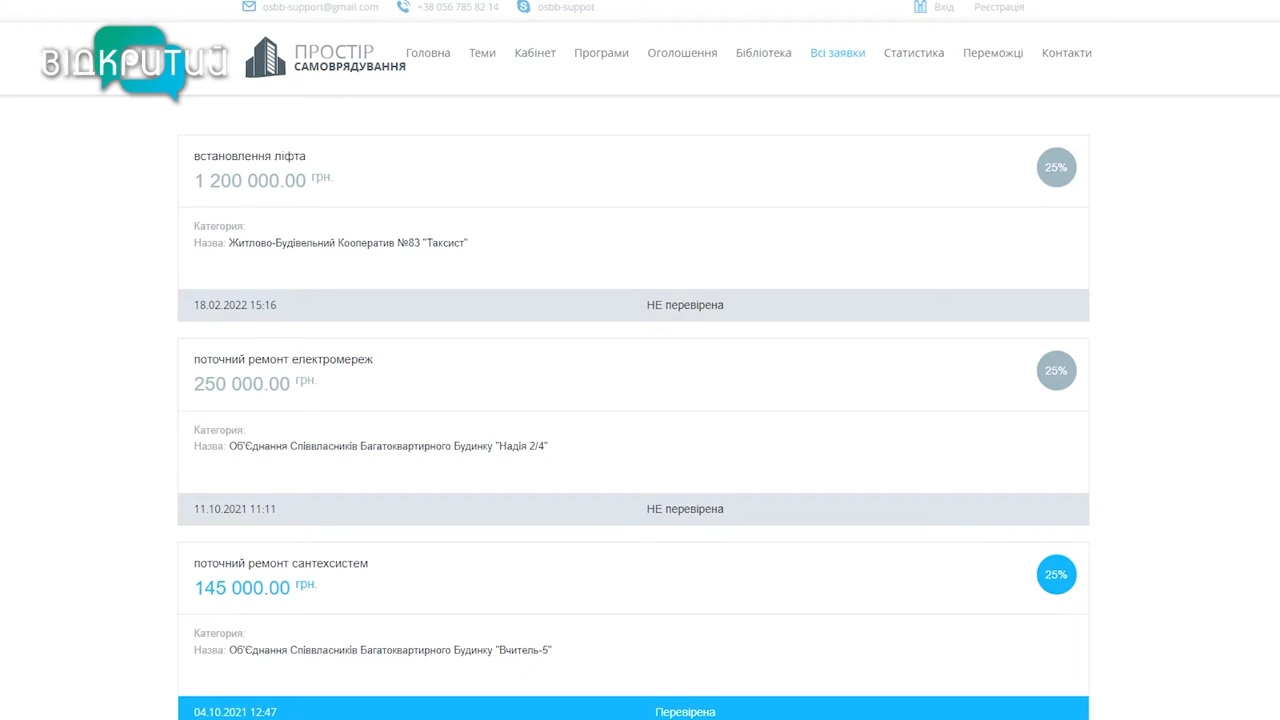 osbb-support@gmail.com +38 056 785 82 14 osbb-suppot Вхід Реєстрація
ВІДКРИТИЙ
ПРОСТІР
САМОВРЯДУВАННЯ
Головна Теми Кабінет Програми Оголошення Бібліотека Всі заявки Статистика Переможці Контакти
встановлення ліфта
1 200 000.00 грн.
25%
Категория:
Назва: Житлово-Будівельний Кооператив №83 "Таксист"
18.02.2022 15:16 НЕ перевірена
поточний ремонт електромереж
250 000.00 грн.
25%
Категория:
Назва: Об'Єднання Співвласників Багатоквартирного Будинку "Надія 2/4"
11.10.2021 11:11 НЕ перевірена
поточний ремонт сантехсистем
145 000.00 грн.
25%
Категория:
Назва: Об'Єднання Співвласників Багатоквартирного Будинку "Вчитель-5"
04.10.2021 12:47 Перевірена